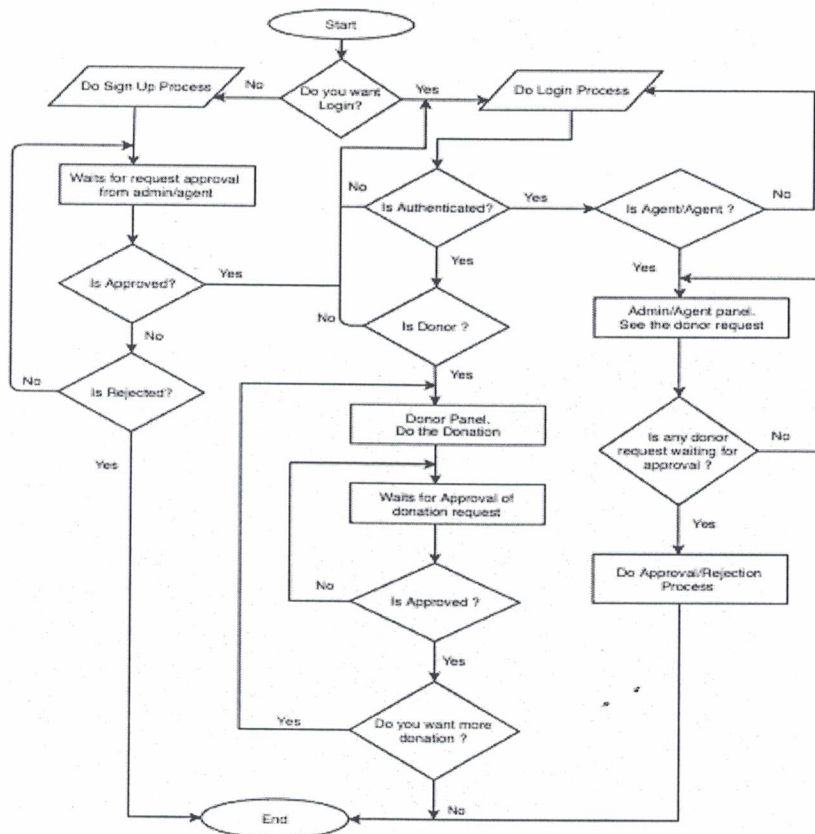 Start
Do Sign Up Process
No
Do you want
Login?
Yes
Do Login Process
Waits for request approval
from admin/agent
No
Is Authenticated?
Yes
Is Agent/Agent ?
No
Is Approved?
Yes
Yes
Yes
No
Is Donor ?
Admin/Agent panel.
See the donor request
No
No
Is Rejected?
Yes
Donor Panel.
Do the Donation
Is any donor
request waiting for
approval ?
No
Yes
Waits for Approval of
donation request
Yes
No
Is Approved ?
Do Approval/Rejection
Process
Yes
Yes
Do you want more
donation ?
No
End